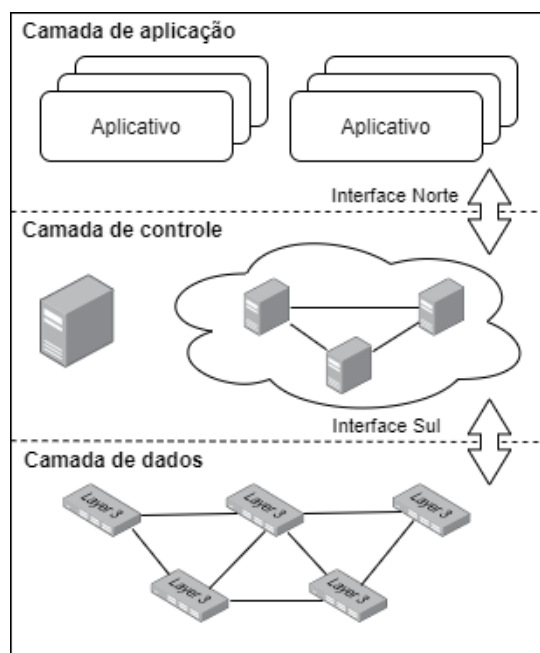 Camada de aplicação
Aplicativo
Aplicativo
Interface Norte
Camada de controle
Interface Sul
Camada de dados
Layer 3
Layer 3
Layer 3
Layer 3
Layer 3